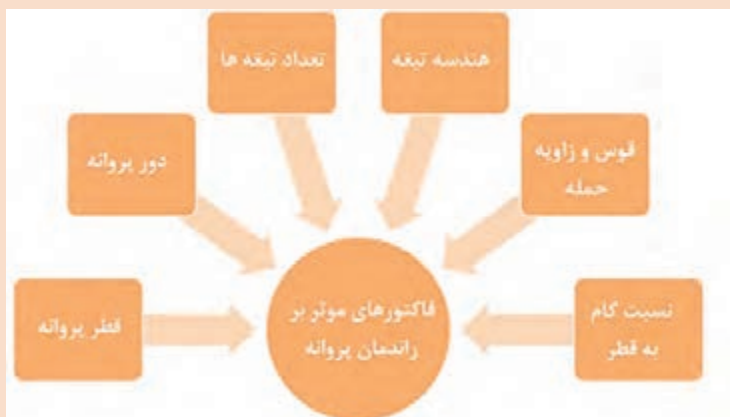 هندسه تیغه
تعداد تیغه ها
قوس و زاویه
حمله
دور پروانه
نسبت گام
به قطر
قطر پروانه
فاکتورهای موثر بر
راندمان پروانه